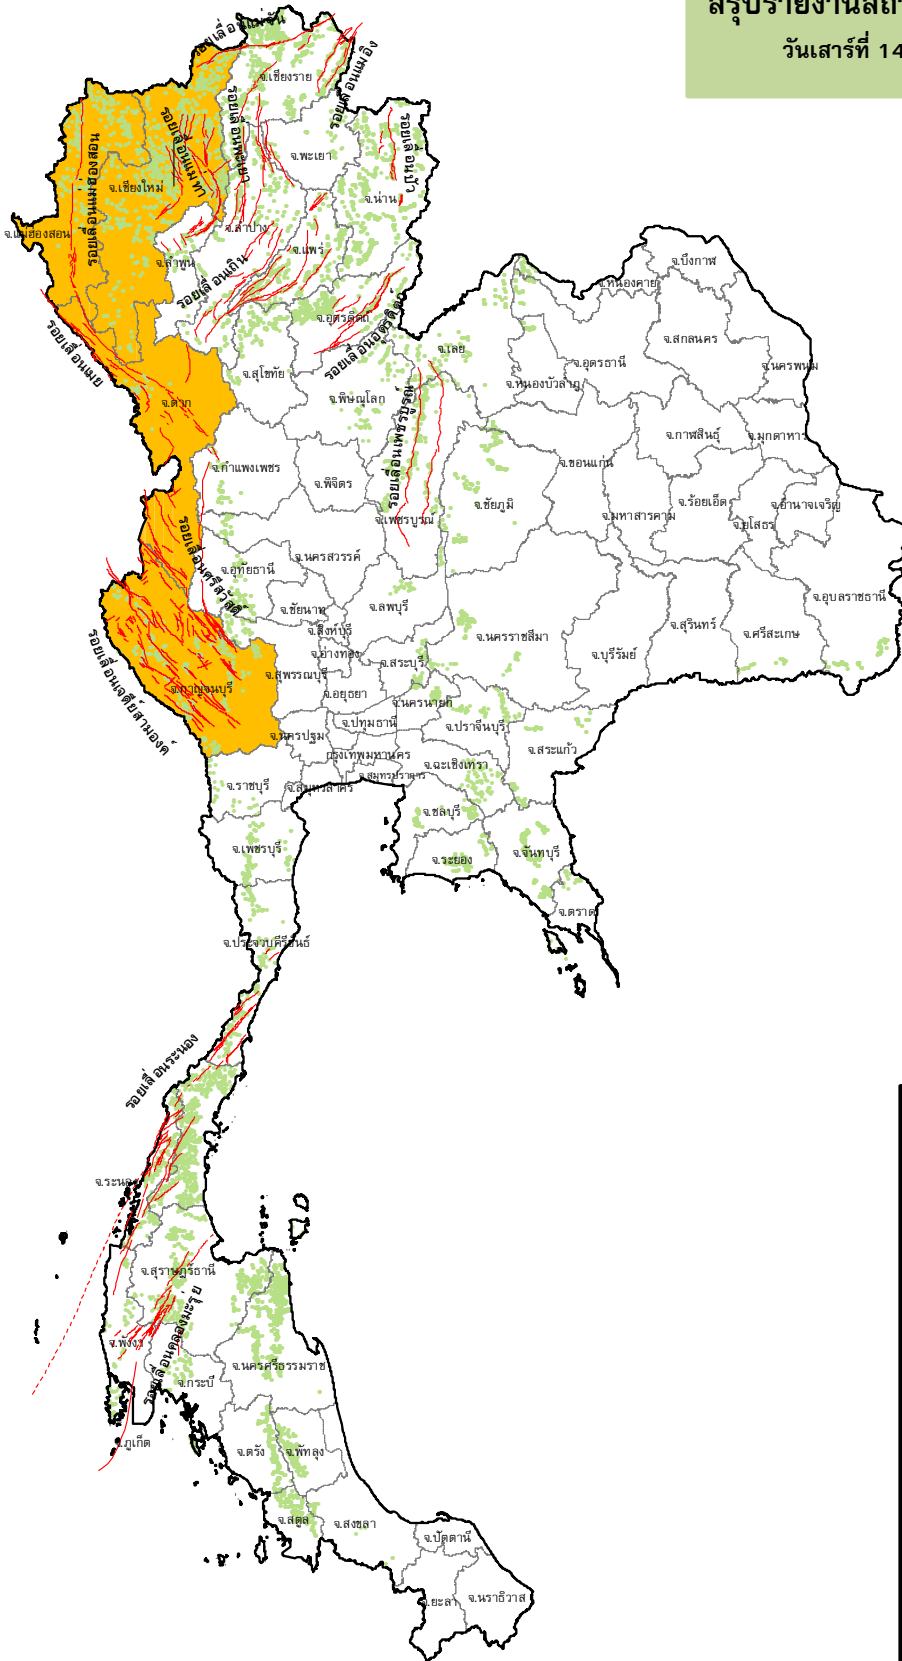 สรุปรายงานสถ
วันเสาร์ที่ 14
รอยเลื่อนแม่จัน
จ.เชียงราย
รอยเลื่อนแม่อิง
รอยเลื่อนพะเยา
รอยเลื่อนแม่ทา
รอยเลื่อนปัว
จ.พะเยา
รอยเลื่อนแม่ฮ่องสอน
จ.เชียงใหม่
จ.น่าน
จ.แม่ฮ่องสอน
จ.ลำปาง
จ.แพร่
จ.ลำพูน
รอยเลื่อนเถิน
จ.บึงกาฬ
จ.หนองคาย
จ.อุตรดิตถ์
รอยเลื่อนอุตรดิตถ์
รอยเลื่อนเมย
จ.สกลนคร
จ.เลย
จ.อุดรธานี
จ.นครพนม
จ.สุโขทัย
จ.หนองบัวลำภู
จ.ตาก
จ.พิษณุโลก
รอยเลื่อนเพชรบูรณ์
จ.กาฬสินธุ์
จ.มุกดาหาร
จ.กำแพงเพชร
จ.ขอนแก่น
จ.พิจิตร
จ.ชัยภูมิ
จ.ร้อยเอ็ด
จ.อำนาจเจริญ
จ.เพชรบูรณ์
จ.มหาสารคาม
จ.ยโสธร
รอยเลื่อนศรีสวัสดิ์
จ.นครสวรรค์
จ.อุทัยธานี
จ.อุบลราชธานี
จ.ชัยนาท
จ.ลพบุรี
จ.สิงห์บุรี
จ.นครราชสีมา
จ.สุรินทร์
จ.ศรีสะเกษ
จ.อ่างทอง
จ.บุรีรัมย์
จ.สระบุรี
จ.สุพรรณบุรี
รอยเลื่อนเจดีย์สามองค์
จ.กาญจนบุรี
จ.อยุธยา
จ.นครนายก
จ.ปทุมธานี
จ.ปราจีนบุรี
จ.นครปฐม
จ.สระแก้ว
กรุงเทพมหานคร
จ.ฉะเชิงเทรา
จ.สมุทรปราการ
จ.ราชบุรี
จ.สมุทรสาคร
จ.ชลบุรี
จ.เพชรบุรี
จ.ระยอง
จ.จันทบุรี
จ.ตราด
จ.ประจวบคีรีขันธ์
รอยเลื่อนระนอง
จ.ระนอง
จ.สุราษฎร์ธานี
รอยเลื่อนคลองมะรุ่ย
จ.พังงา
จ.นครศรีธรรมราช
จ.กระบี่
จ.ภูเก็ต
จ.ตรัง
จ.พัทลุง
จ.สตูล
จ.สงขลา
จ.ปัตตานี
จ.ยะลา
จ.นราธิวาส